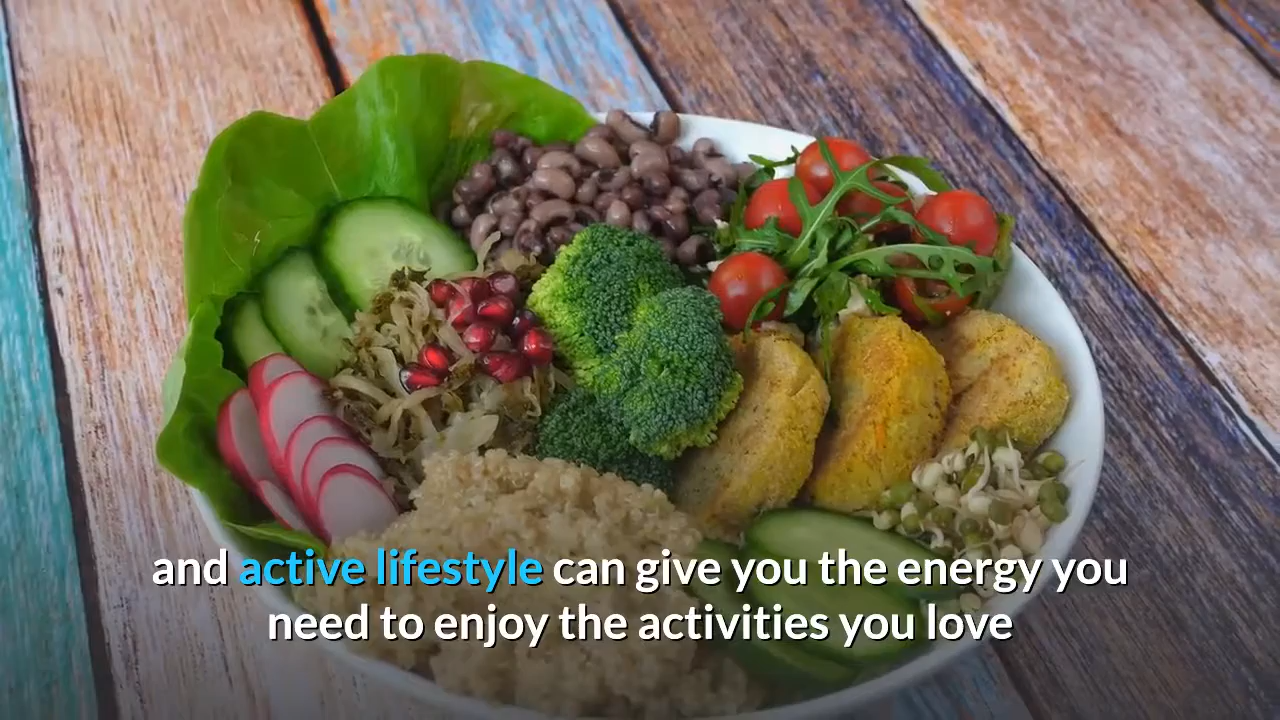 and active lifestyle can give you the energy you
need to enjoy the activities you love